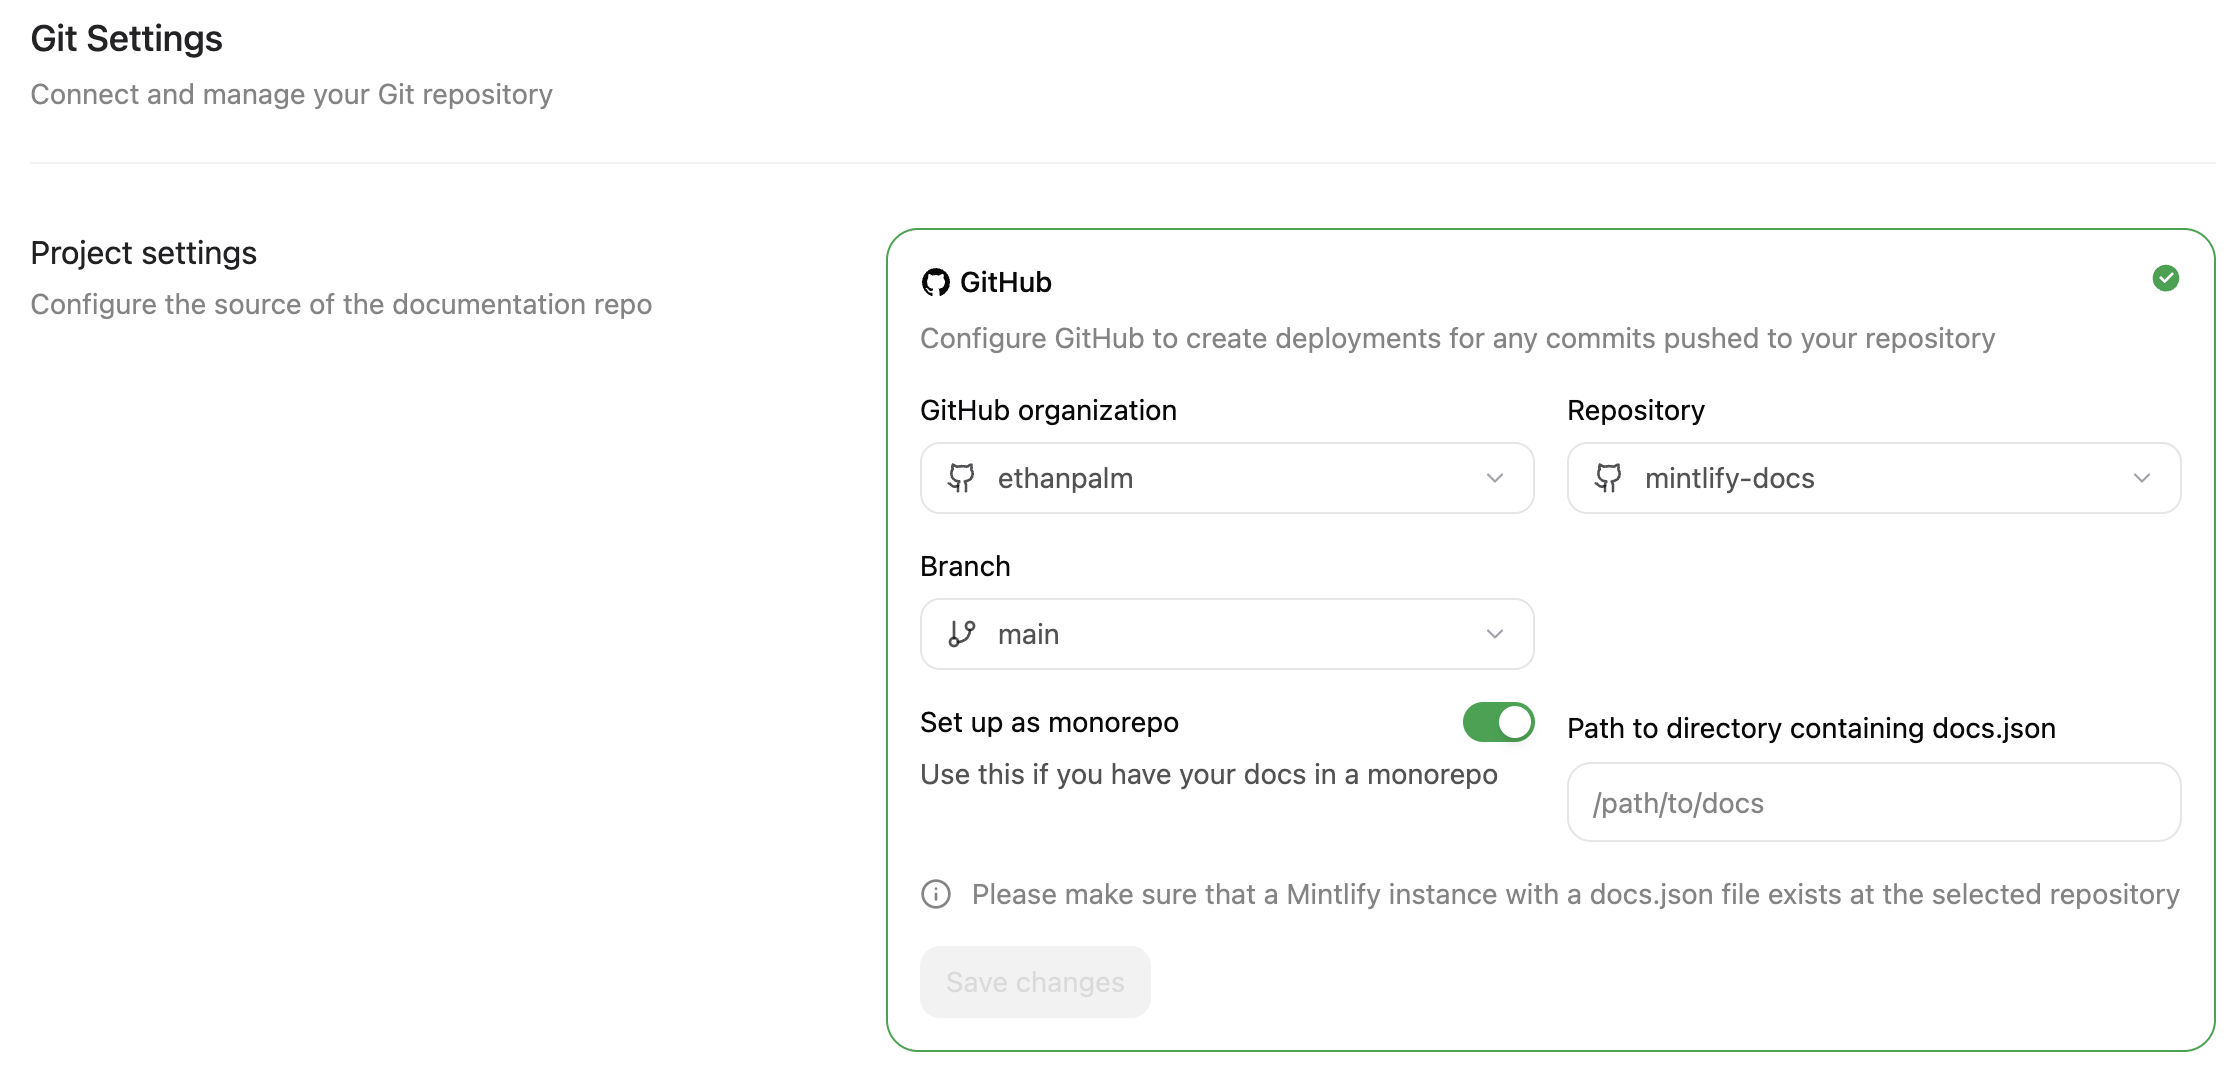 Git Settings
Connect and manage your Git repository
Project settings
Configure the source of the documentation repo
GitHub
Configure GitHub to create deployments for any commits pushed to your repository
GitHub organization
Repository
ethanpalm
mintlify-docs
Branch
main
Set up as monorepo
Use this if you have your docs in a monorepo
Path to directory containing docs.json
/path/to/docs
Please make sure that a Mintlify instance with a docs.json file exists at the selected repository
Save changes